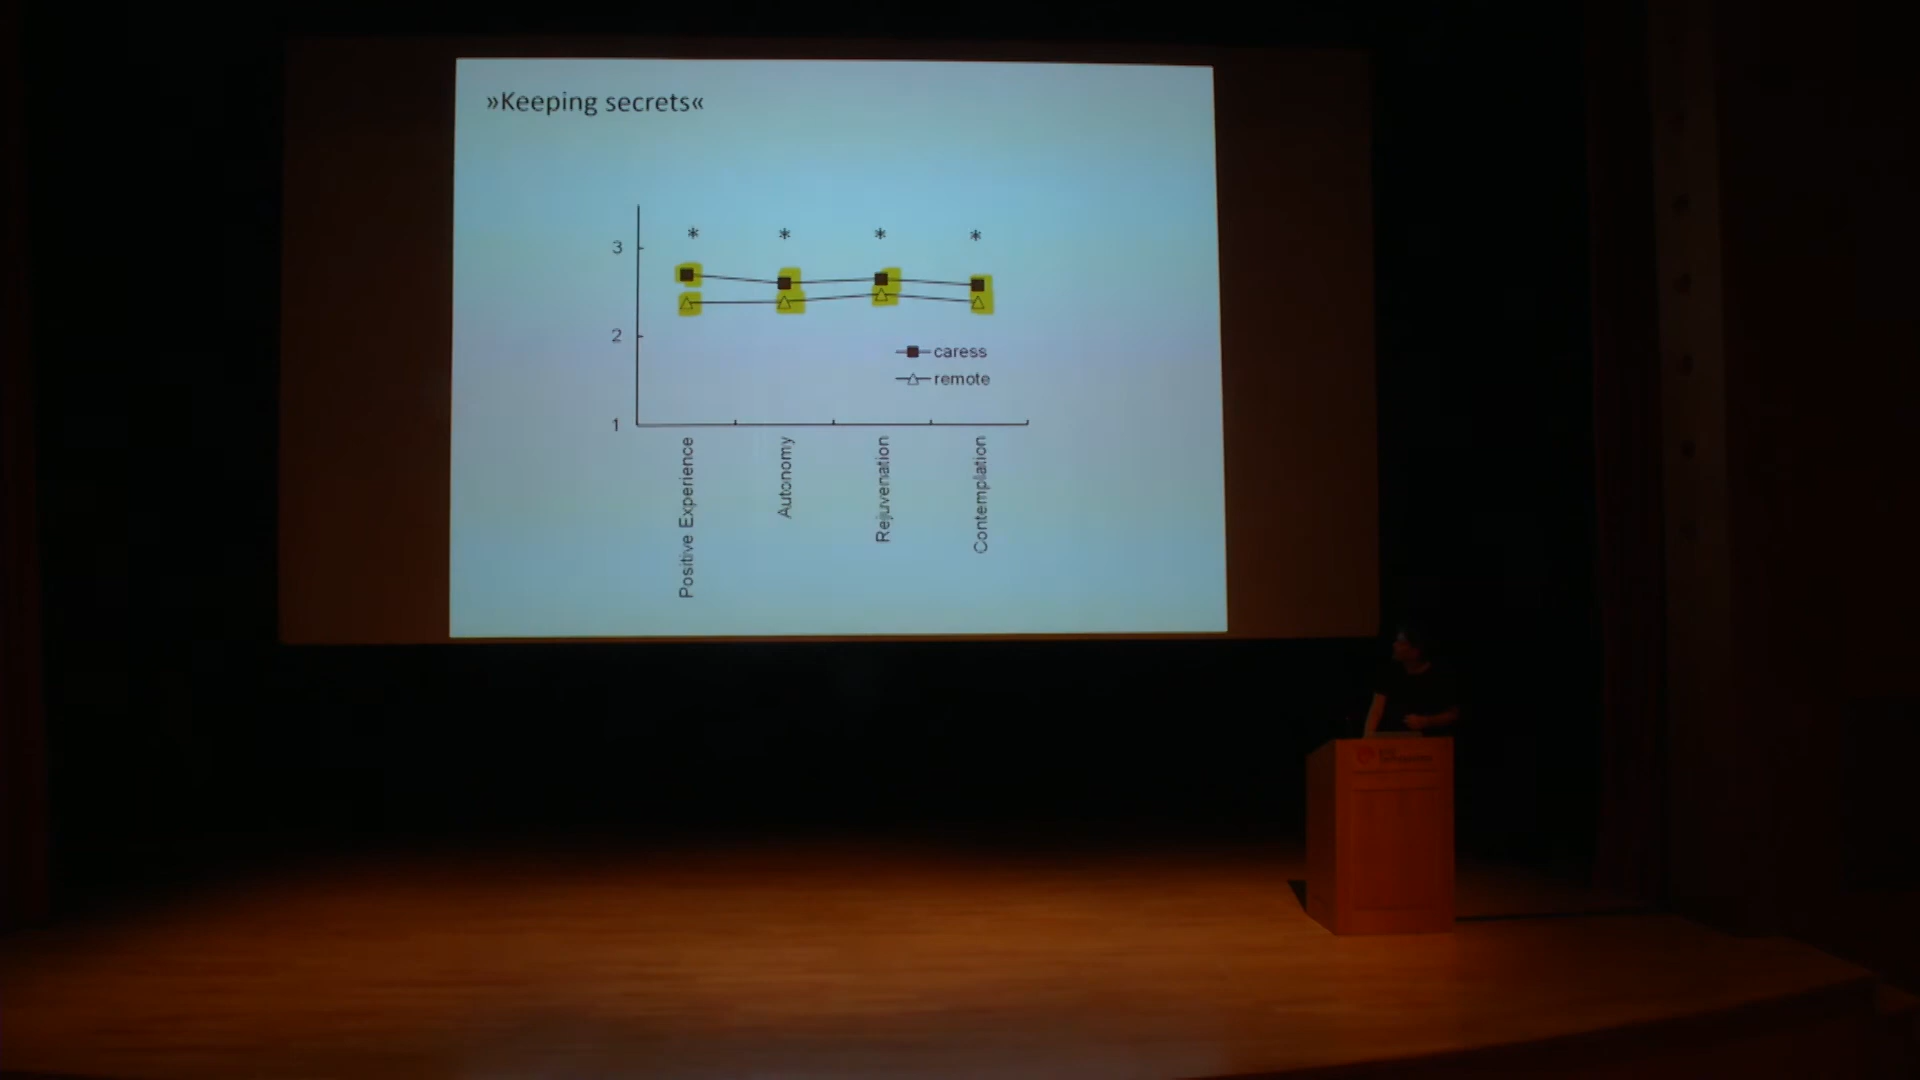 »Keeping secrets«
* * * *
3
2
1
caress
remote
Positive Experience
Autonomy
Rejuvenation
Contemplation